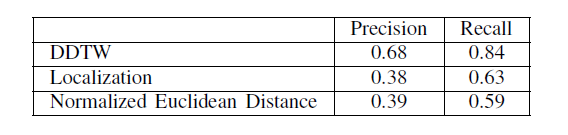 Precision Recall
DDTW 0.68 0.84
Localization 0.38 0.63
Normalized Euclidean Distance 0.39 0.59